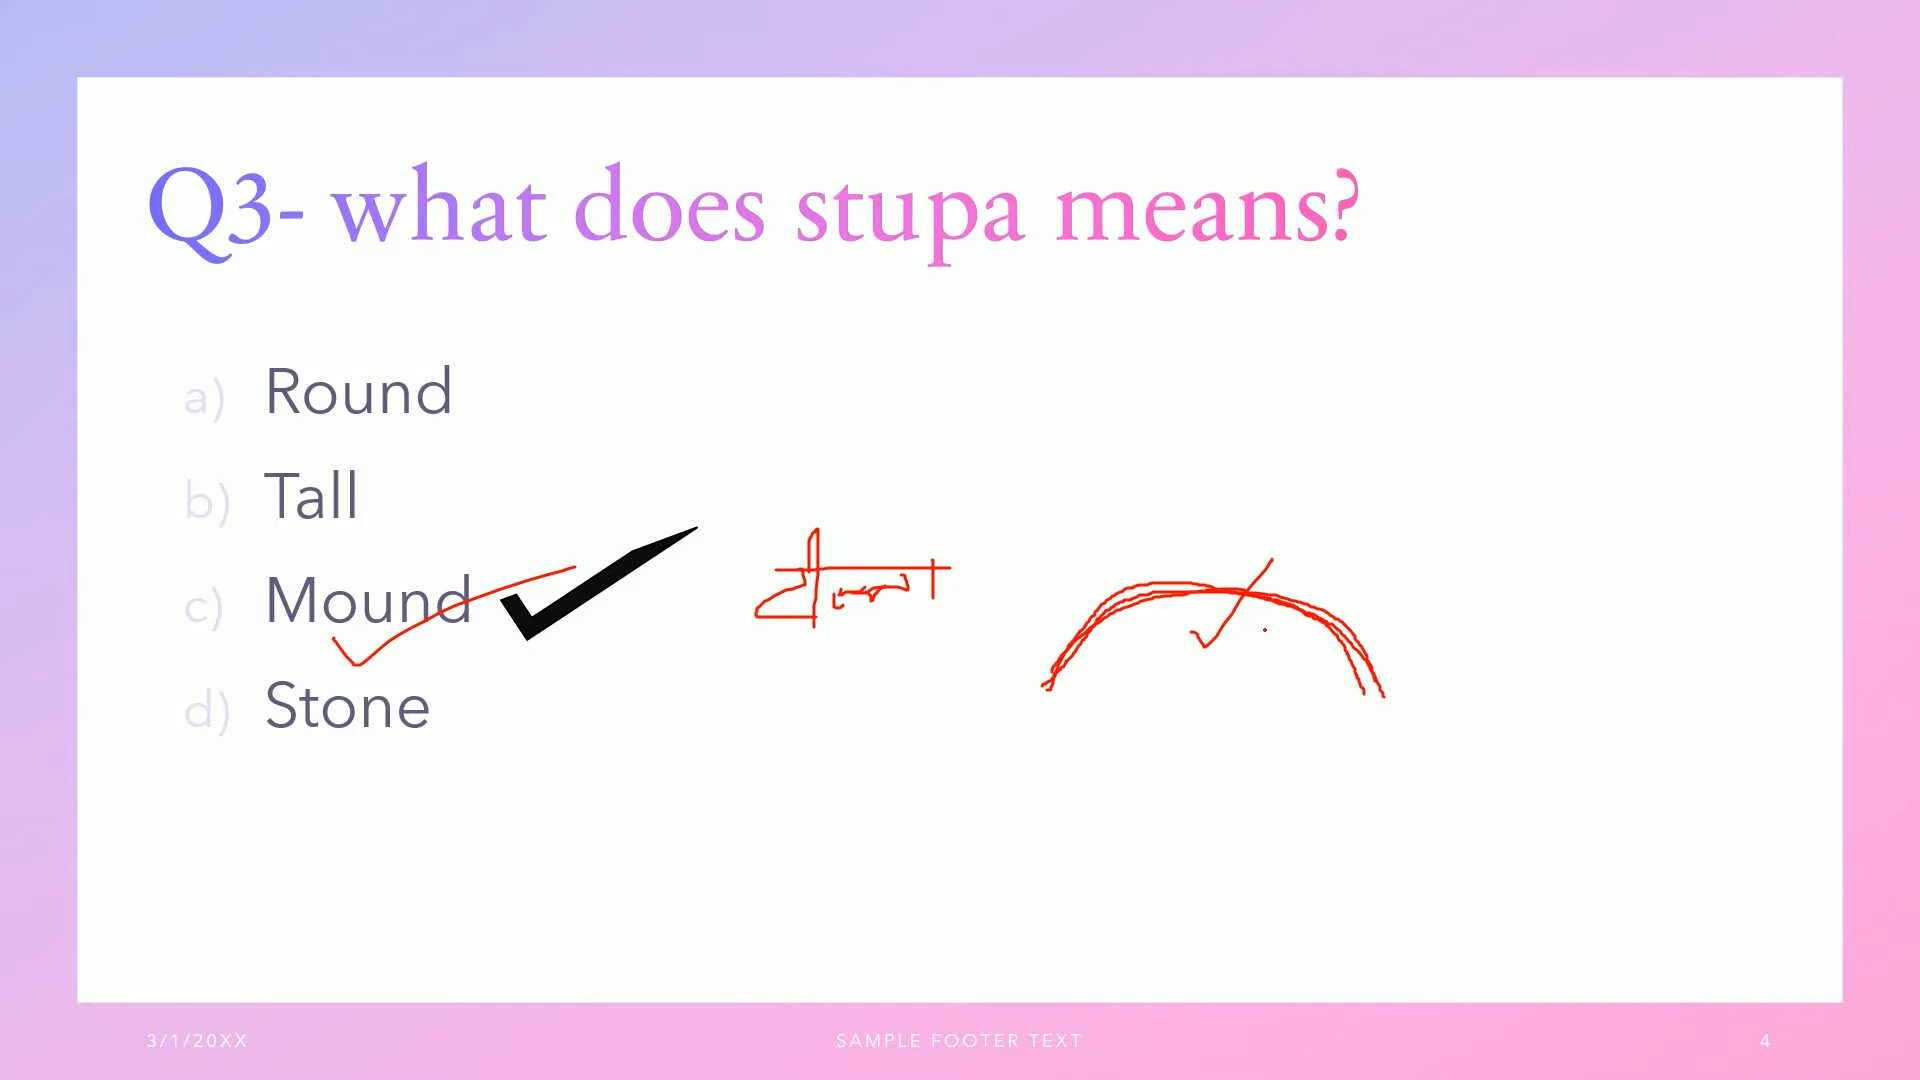 Q3- what does stupa means?
a) Round
b) Tall
c) Mound
d) Stone
3/1/20XX
SAMPLE FOOTER TEXT
4